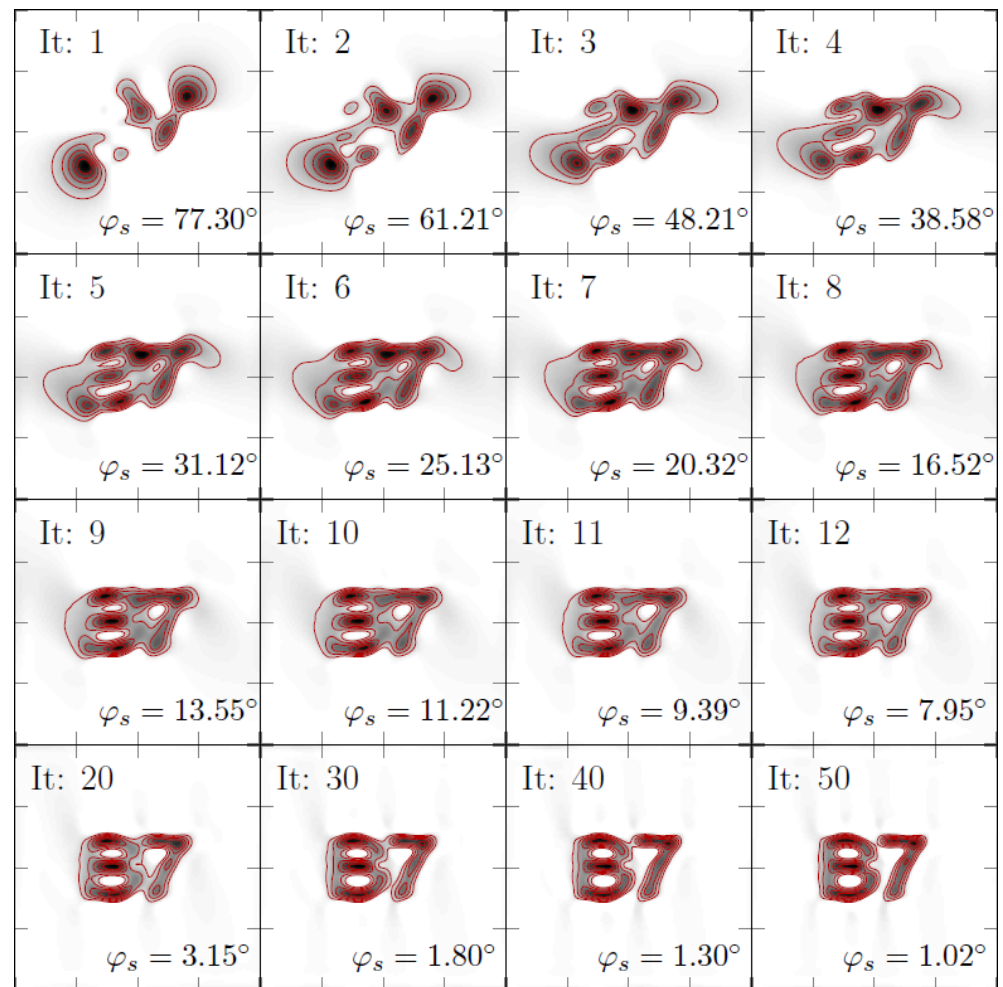 It: 1 It: 2 It: 3 It: 4
φₛ = 77.30° φₛ = 61.21° φₛ = 48.21° φₛ = 38.58°
It: 5 It: 6 It: 7 It: 8
φₛ = 31.12° φₛ = 25.13° φₛ = 20.32° φₛ = 16.52°
It: 9 It: 10 It: 11 It: 12
φₛ = 13.55° φₛ = 11.22° φₛ = 9.39° φₛ = 7.95°
It: 20 It: 30 It: 40 It: 50
B7 B7 B7 B7
φₛ = 3.15° φₛ = 1.80° φₛ = 1.30° φₛ = 1.02°